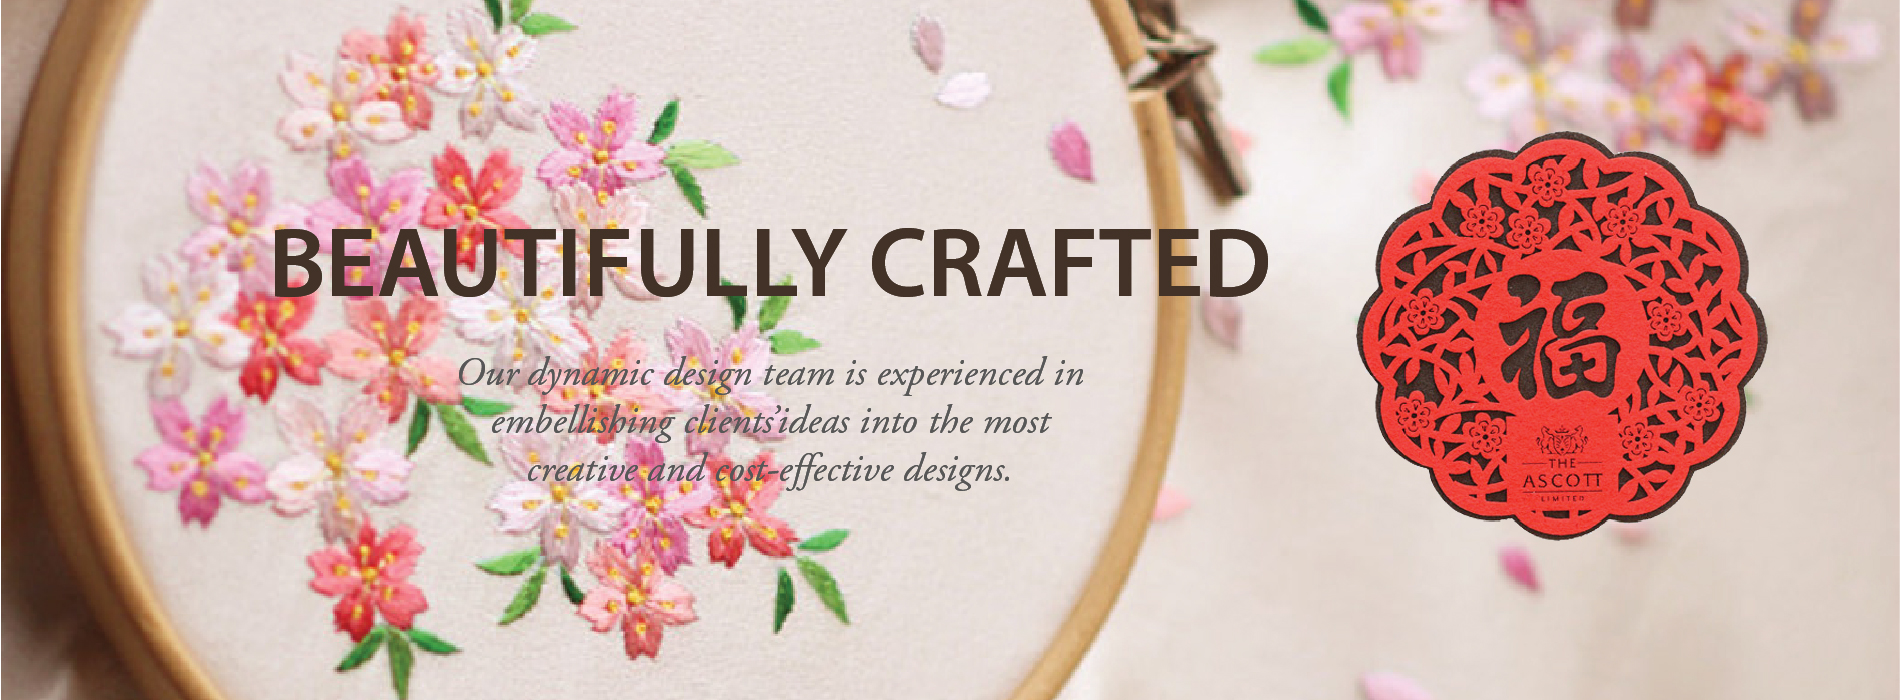 BEAUTIFULLY CRAFTED
Our dynamic design team is experienced in
embellishing clients’ideas into the most
creative and cost-effective designs.
福
THE
ASCOTT
LIMITED